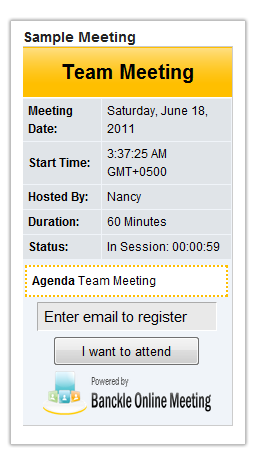 Sample Meeting
Team Meeting
Meeting Date: Saturday, June 18, 2011
Start Time: 3:37:25 AM GMT+0500
Hosted By: Nancy
Duration: 60 Minutes
Status: In Session: 00:00:59
Agenda Team Meeting
Enter email to register
I want to attend
Powered by
Banckle Online Meeting